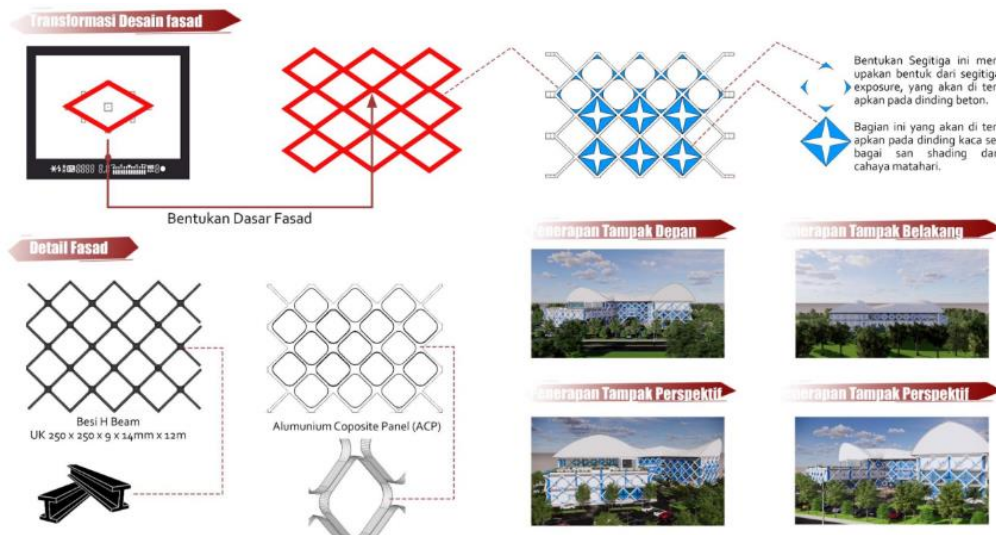 Transformasi Desain fasad
Bentukan Dasar Fasad
Bentukan Segitiga ini mer
upakan bentuk dari segitiga
exposure, yang akan di ter
apkan pada dinding beton.
Bagian ini yang akan di ter
apkan pada dinding kaca se
bagai san shading dar
cahaya matahari.
Detail Fasad
Besi H Beam
UK 250 x 250 x 9 x 14mm x 12m
Alumunium Coposite Panel (ACP)
enerapan Tampak Depan
enerapan Tampak Belakang
enerapan Tampak Perspektif
enerapan Tampak Perspektif